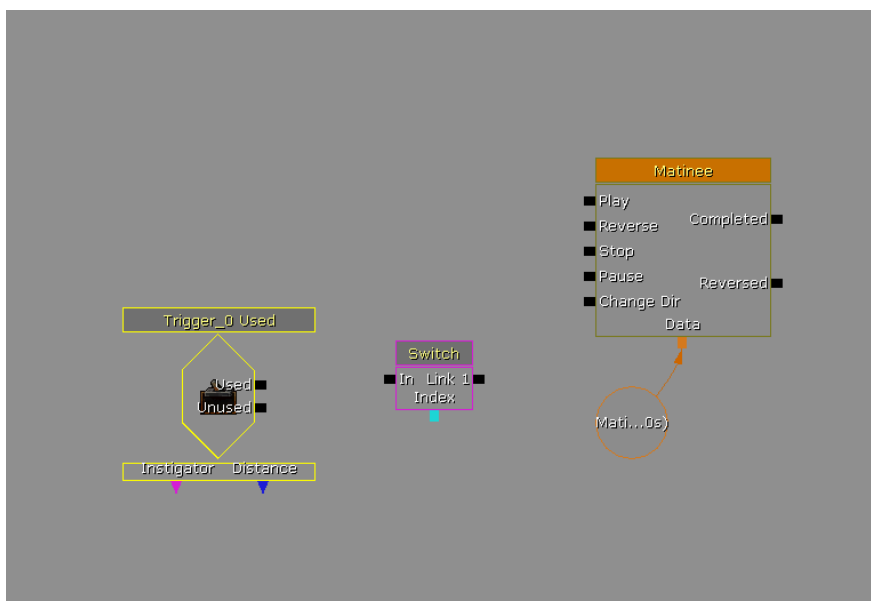 Matinee
Play
Reverse
Completed
Stop
Pause
Reversed
Change Dir
Data
Trigger_0 Used
Used
Unused
Instigator Distance
Switch
In Link 1
Index
Mati...0s)